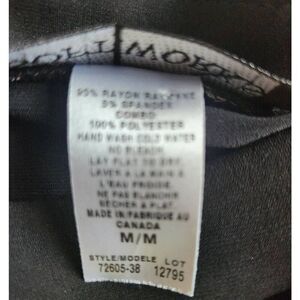 95% RAYON RAYONNE
5% SPANDEX
COMBO
100% POLYESTER
HAND WASH COLD WATER
NO BLEACH
LAY FLAT TO DRY
LAVER A LA MAIN À
L'EAU FROIDE.
NE PAS BLANCHIR
SÉCHER A PLAT
MADE IN/FABRIQUE AU
CANADA
M/M
STYLE/MODELE LOT
72605-38 12795